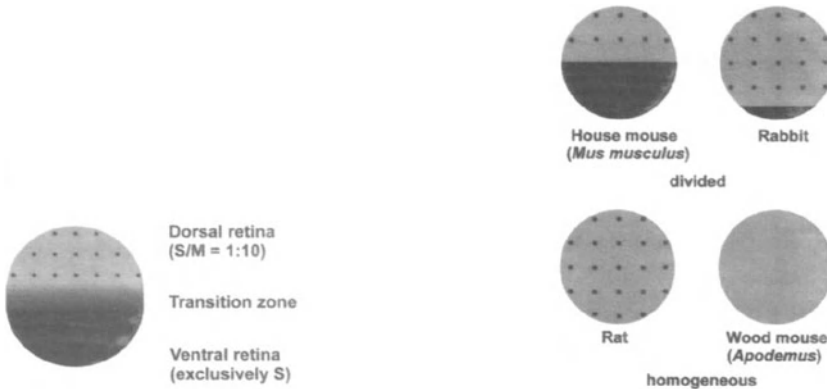 Dorsal retina
(S/M = 1:10)
Transition zone
Ventral retina
(exclusively S)
House mouse
(Mus musculus)
Rabbit
divided
Rat
Wood mouse
(Apodemus)
homogeneous